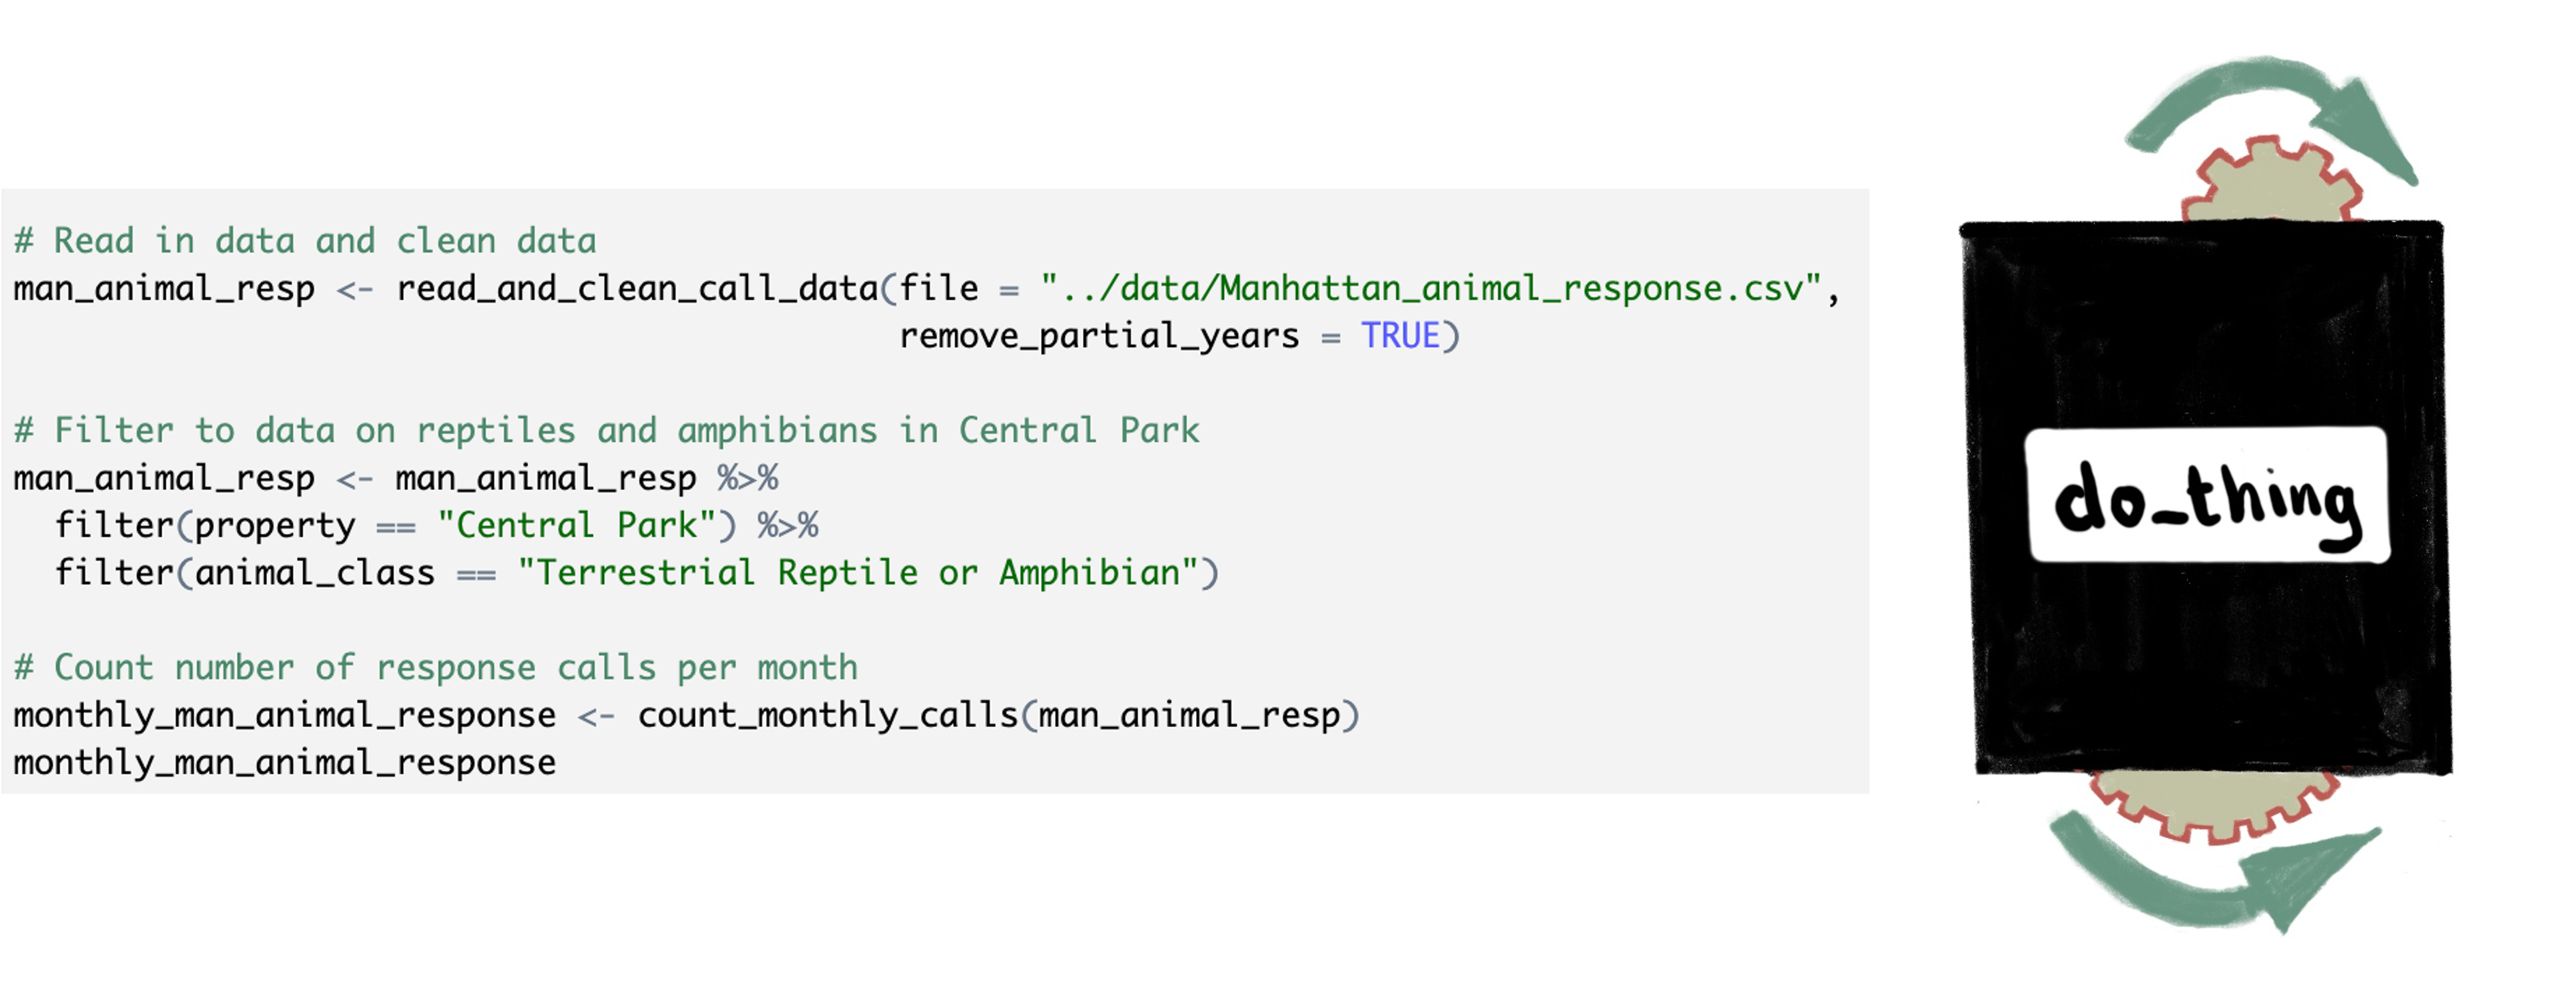 # Read in data and clean data
man_animal_resp <- read_and_clean_call_data(file = "../data/Manhattan_animal_response.csv",
                                            remove_partial_years = TRUE)
# Filter to data on reptiles and amphibians in Central Park
man_animal_resp <- man_animal_resp %>%
  filter(property == "Central Park") %>%
  filter(animal_class == "Terrestrial Reptile or Amphibian")
# Count number of response calls per month
monthly_man_animal_response <- count_monthly_calls(man_animal_resp)
monthly_man_animal_response
do_thing